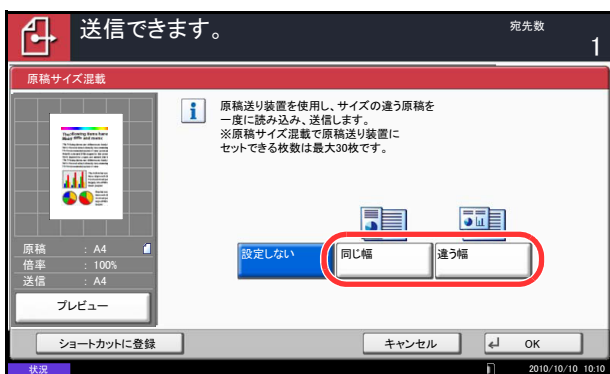 送信できます。
宛先数
1
原稿サイズ混載
原稿送り装置を使用し、サイズの違う原稿を
一度に読み込み、送信します。
※原稿サイズ混載で原稿送り装置に
セットできる枚数は最大30枚です。
原稿 : A4
倍率 : 100%
送信 : A4
プレビュー
設定しない
同じ幅
違う幅
ショートカットに登録
キャンセル
OK
状況
2010/10/10 10:10